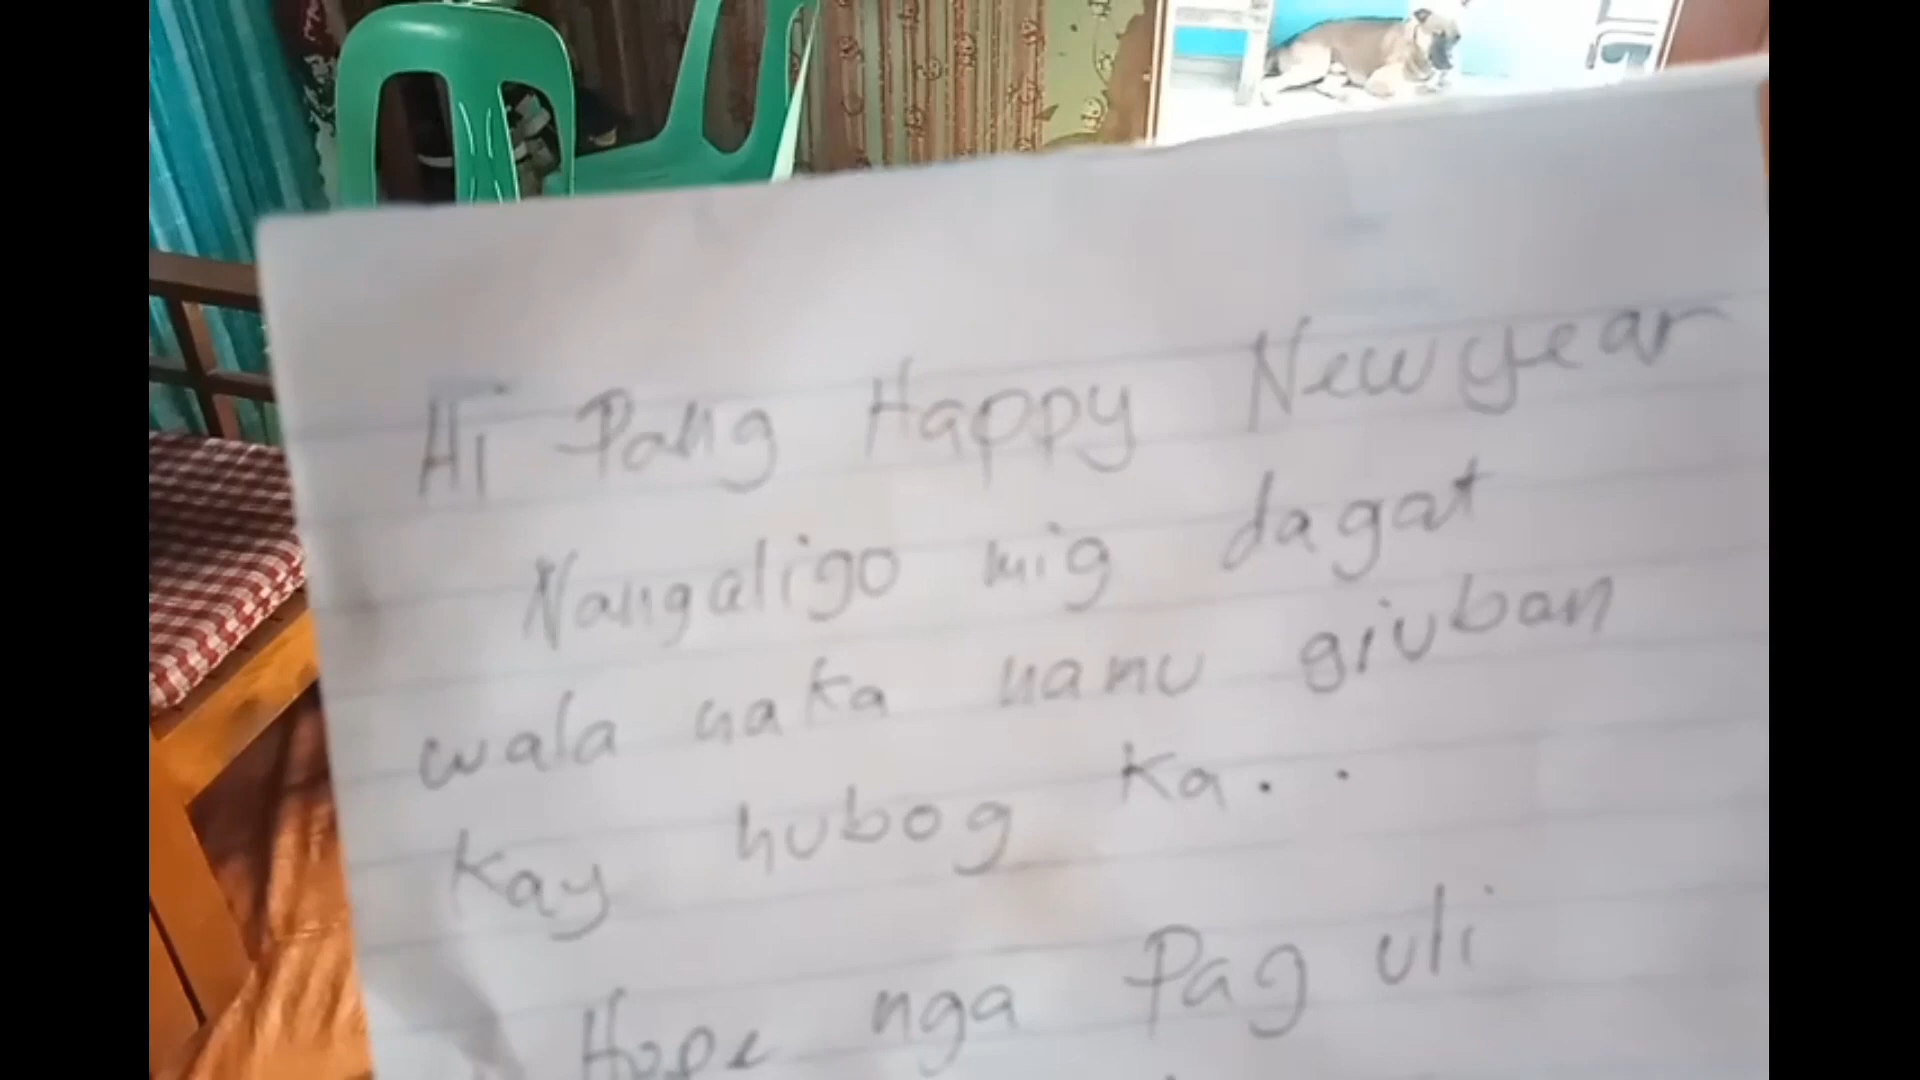 Hi Pang Happy New year
Nangaligo mig dagat
wala naka namu giuban
kay hubog ka..
Hope nga Pag uli